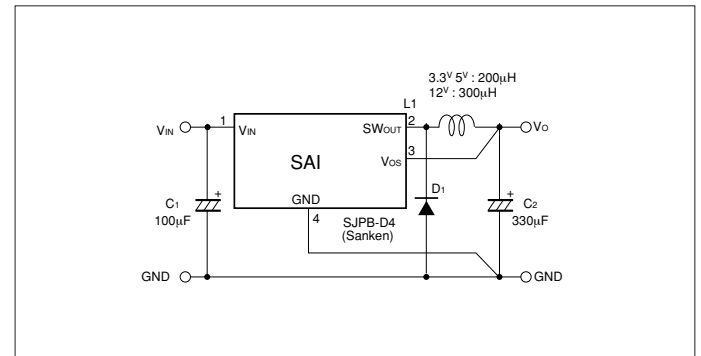 3.3V 5V : 200μH
12V : 300μH
L1
VIN
1
VIN
SWOUT
2
VO
SAI
VOS
3
GND
4
D1
SJPB-D4
(Sanken)
C1
100μF
+
C2
330μF
+
GND
GND